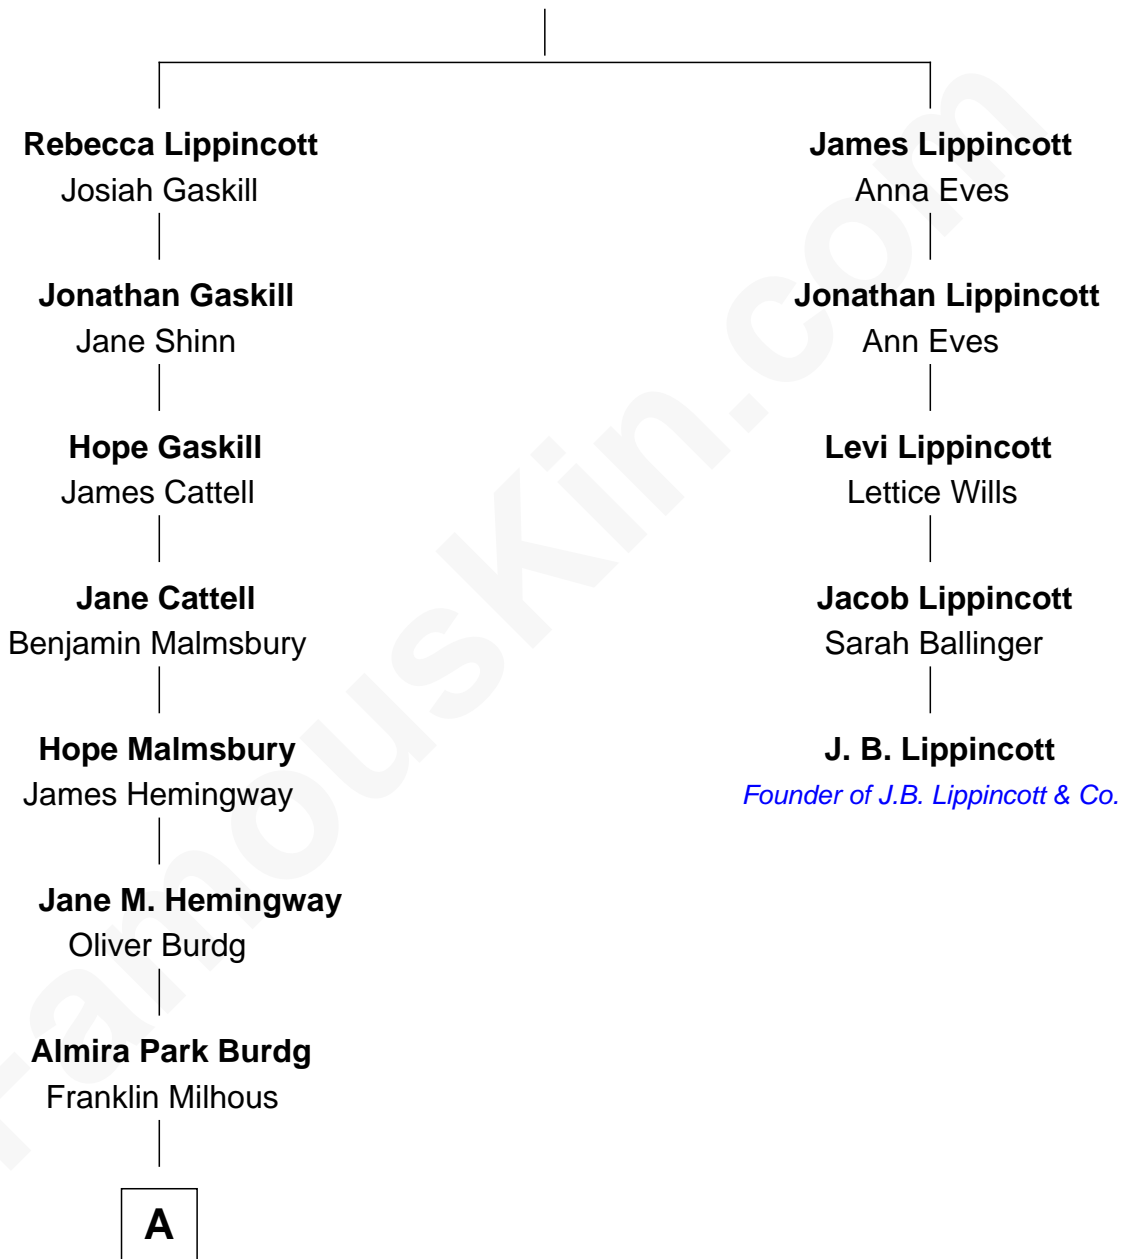 Rebecca Lippincott
Josiah Gaskill
Jonathan Gaskill
Jane Shinn
Hope Gaskill
James Cattell
Jane Cattell
Benjamin Malmsbury
Hope Malmsbury
James Hemingway
Jane M. Hemingway
Oliver Burdg
Almira Park Burdg
Franklin Milhous
A
James Lippincott
Anna Eves
Jonathan Lippincott
Ann Eves
Levi Lippincott
Lettice Wills
Jacob Lippincott
Sarah Ballinger
J. B. Lippincott
Founder of J.B. Lippincott & Co.
FamousKin.com